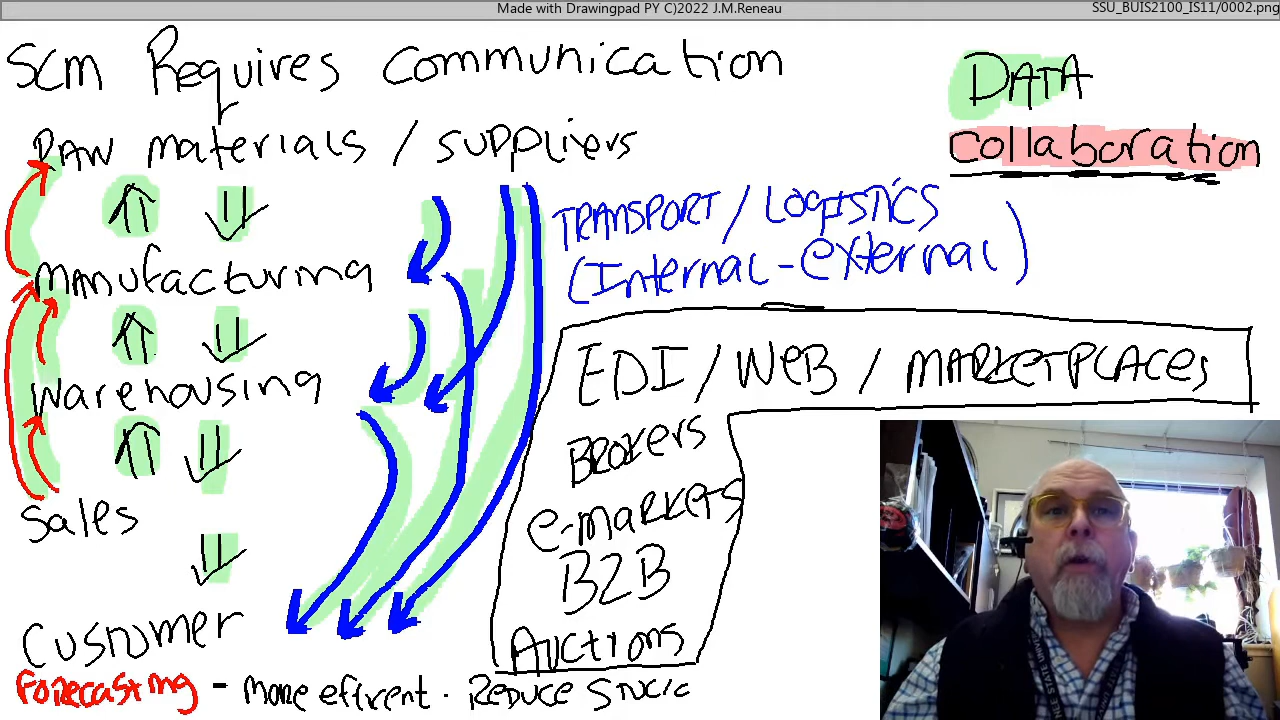 Made with Drawingpad PY C)2022 J.M.Reneau
SSU_BUIS2100_IS11/0002.png
SCM Requires Communication
DATA
Collaboration
RAW materials / suppliers
TRANSPORT / LOGISTICS
(Internal - external)
Manufacturing
EDI / WEB / MARKETPLACES
Warehousing
BROKERS
e-MARKETS
Sales
B2B
Customer
Auctions
Forecasting - more efficent . Reduce Stock